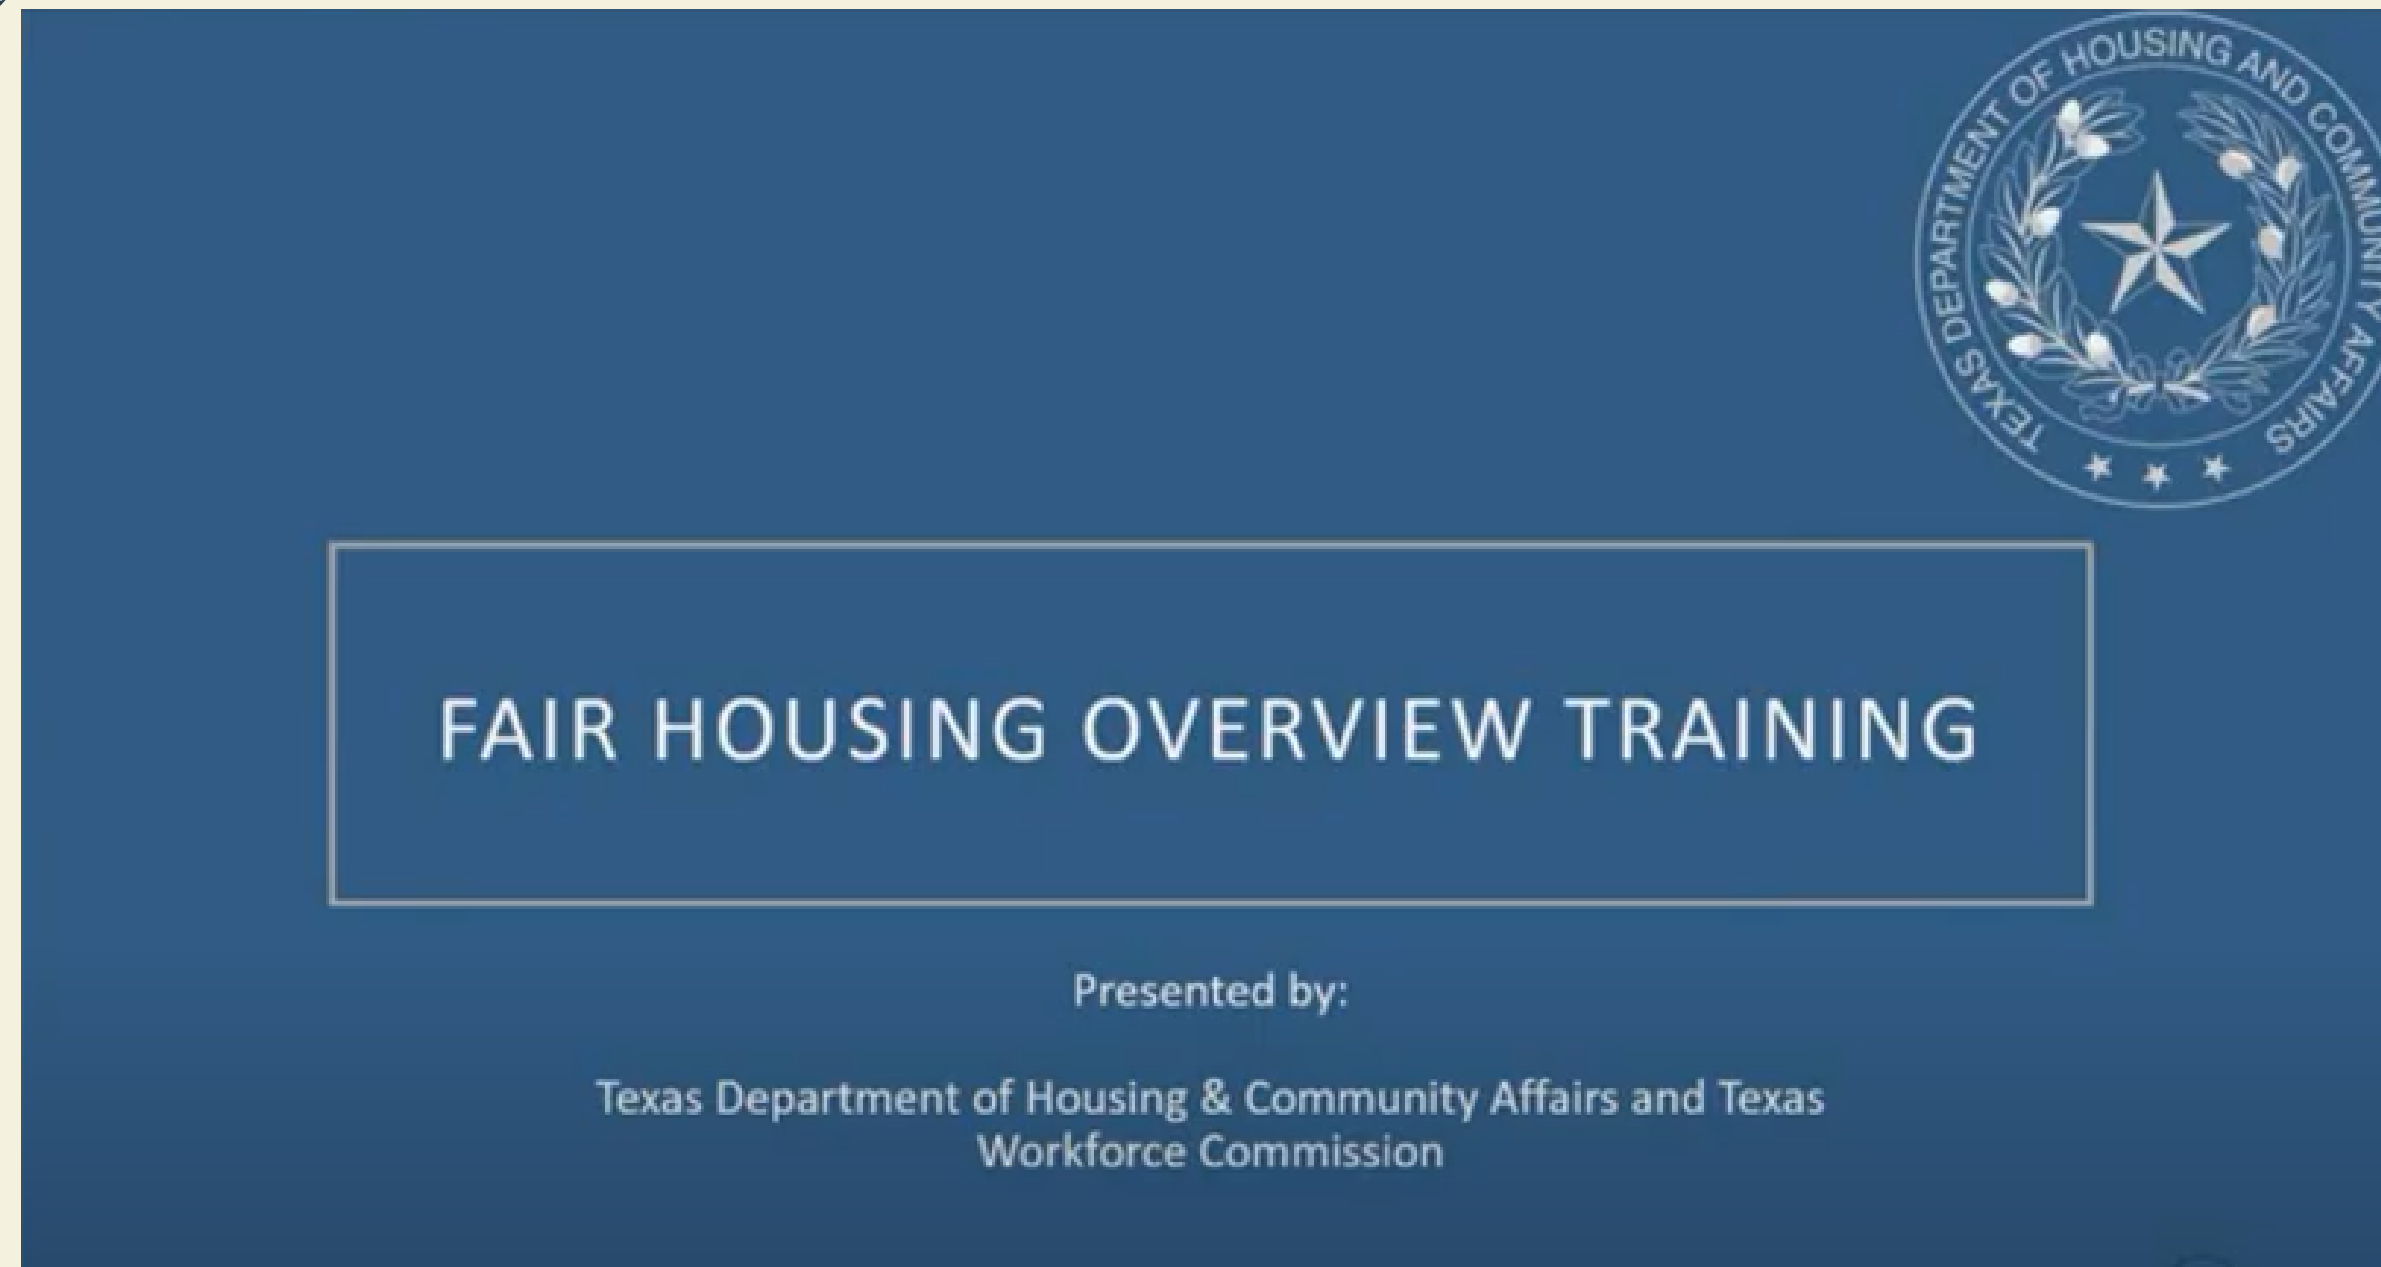 TEXAS DEPARTMENT OF HOUSING AND COMMUNITY AFFAIRS
FAIR HOUSING OVERVIEW TRAINING
Presented by:
Texas Department of Housing & Community Affairs and Texas
Workforce Commission